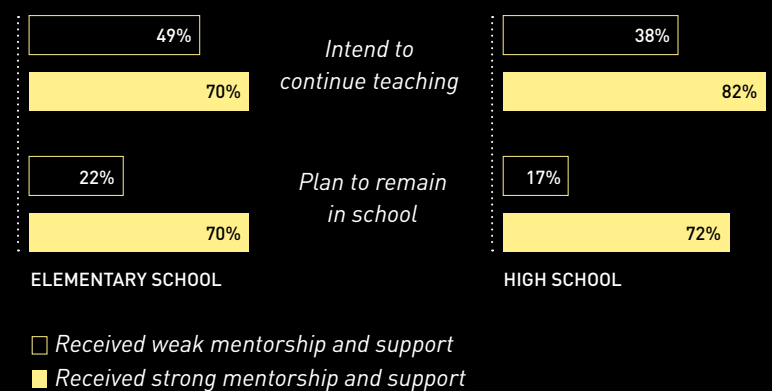 49%
70%
Intend to
continue teaching
38%
82%
22%
70%
Plan to remain
in school
17%
72%
ELEMENTARY SCHOOL
HIGH SCHOOL
Received weak mentorship and support
Received strong mentorship and support